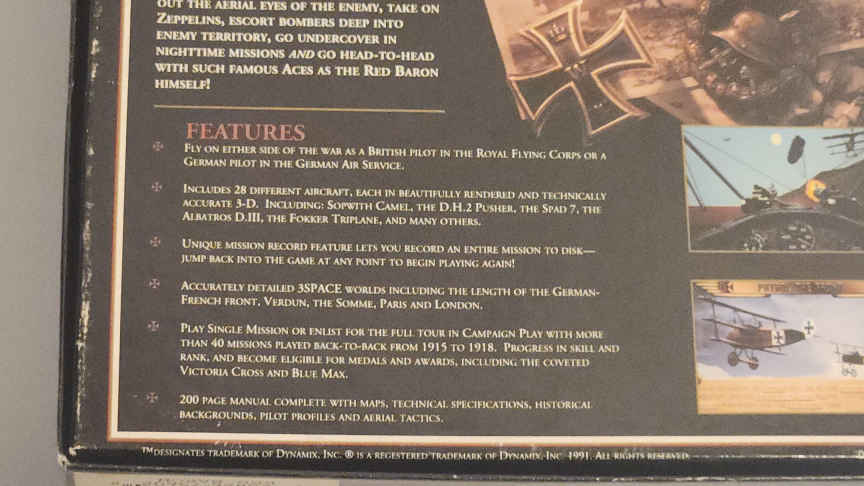 OUT THE AERIAL EYES OF THE ENEMY, TAKE ON
ZEPPELINS, ESCORT BOMBERS DEEP INTO
ENEMY TERRITORY, GO UNDERCOVER IN
NIGHTTIME MISSIONS AND GO HEAD-TO-HEAD
WITH SUCH FAMOUS ACES AS THE RED BARON
HIMSELF!
FEATURES
FLY ON EITHER SIDE OF THE WAR AS A BRITISH PILOT IN THE ROYAL FLYING CORPS OR A
GERMAN PILOT IN THE GERMAN AIR SERVICE.
INCLUDES 28 DIFFERENT AIRCRAFT, EACH IN BEAUTIFULLY RENDERED AND TECHNICALLY
ACCURATE 3-D. INCLUDING: SOPWITH CAMEL, THE D.H.2 PUSHER, THE SPAD 7, THE
ALBATROS D.III, THE FOKKER TRIPLANE, AND MANY OTHERS.
UNIQUE MISSION RECORD FEATURE LETS YOU RECORD AN ENTIRE MISSION TO DISK—
JUMP BACK INTO THE GAME AT ANY POINT TO BEGIN PLAYING AGAIN!
ACCURATELY DETAILED 3SPACE WORLDS INCLUDING THE LENGTH OF THE GERMAN-
FRENCH FRONT, VERDUN, THE SOMME, PARIS AND LONDON.
PLAY SINGLE MISSION OR ENLIST FOR THE FULL TOUR IN CAMPAIGN PLAY WITH MORE
THAN 40 MISSIONS PLAYED BACK-TO-BACK FROM 1915 TO 1918. PROGRESS IN SKILL AND
RANK, AND BECOME ELIGIBLE FOR MEDALS AND AWARDS, INCLUDING THE COVETED
VICTORIA CROSS AND BLUE MAX.
200 PAGE MANUAL COMPLETE WITH MAPS, TECHNICAL SPECIFICATIONS, HISTORICAL
BACKGROUNDS, PILOT PROFILES AND AERIAL TACTICS.
™DESIGNATES TRADEMARK OF DYNAMIX, INC. ® IS A REGESTERED TRADEMARK OF DYNAMIX, INC. 1991. ALL RIGHTS RESERVED.